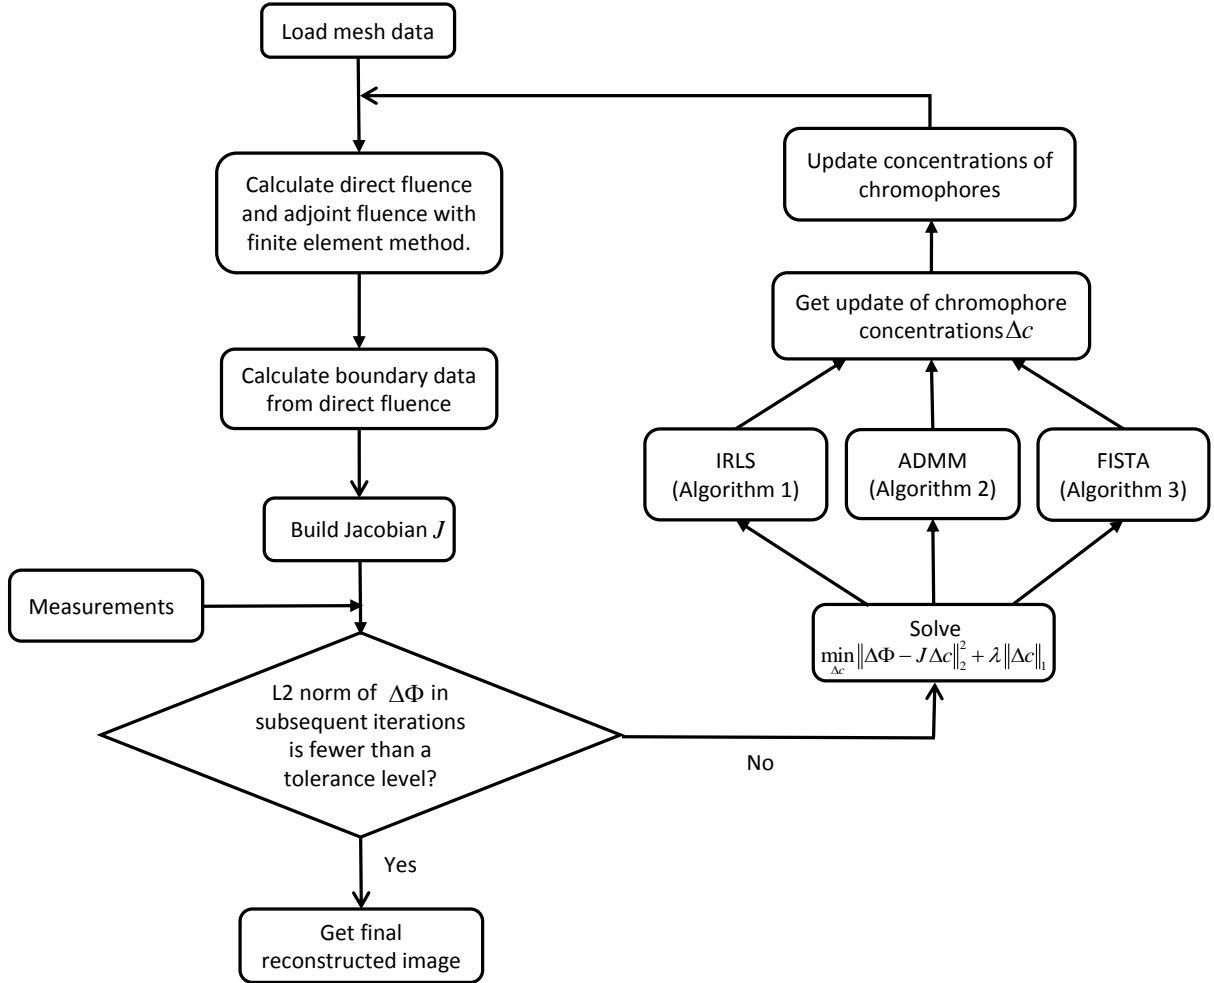 Load mesh data
Calculate direct fluence
and adjoint fluence with
finite element method.
Calculate boundary data
from direct fluence
Build Jacobian J
Measurements
L2 norm of ΔΦ in
subsequent iterations
is fewer than a
tolerance level?
Yes
Get final
reconstructed image
No
Solve
min_{Δc} ‖ΔΦ − JΔc‖₂² + λ‖Δc‖₁
IRLS
(Algorithm 1)
ADMM
(Algorithm 2)
FISTA
(Algorithm 3)
Get update of chromophore
concentrations Δc
Update concentrations of
chromophores